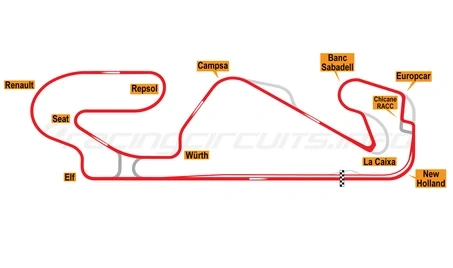 Banc
Sabadell
Campsa
Europcar
Renault
Repsol
Chicane
RACC
Seat
racingcircuits.info
Würth
La Caixa
Elf
New
Holland